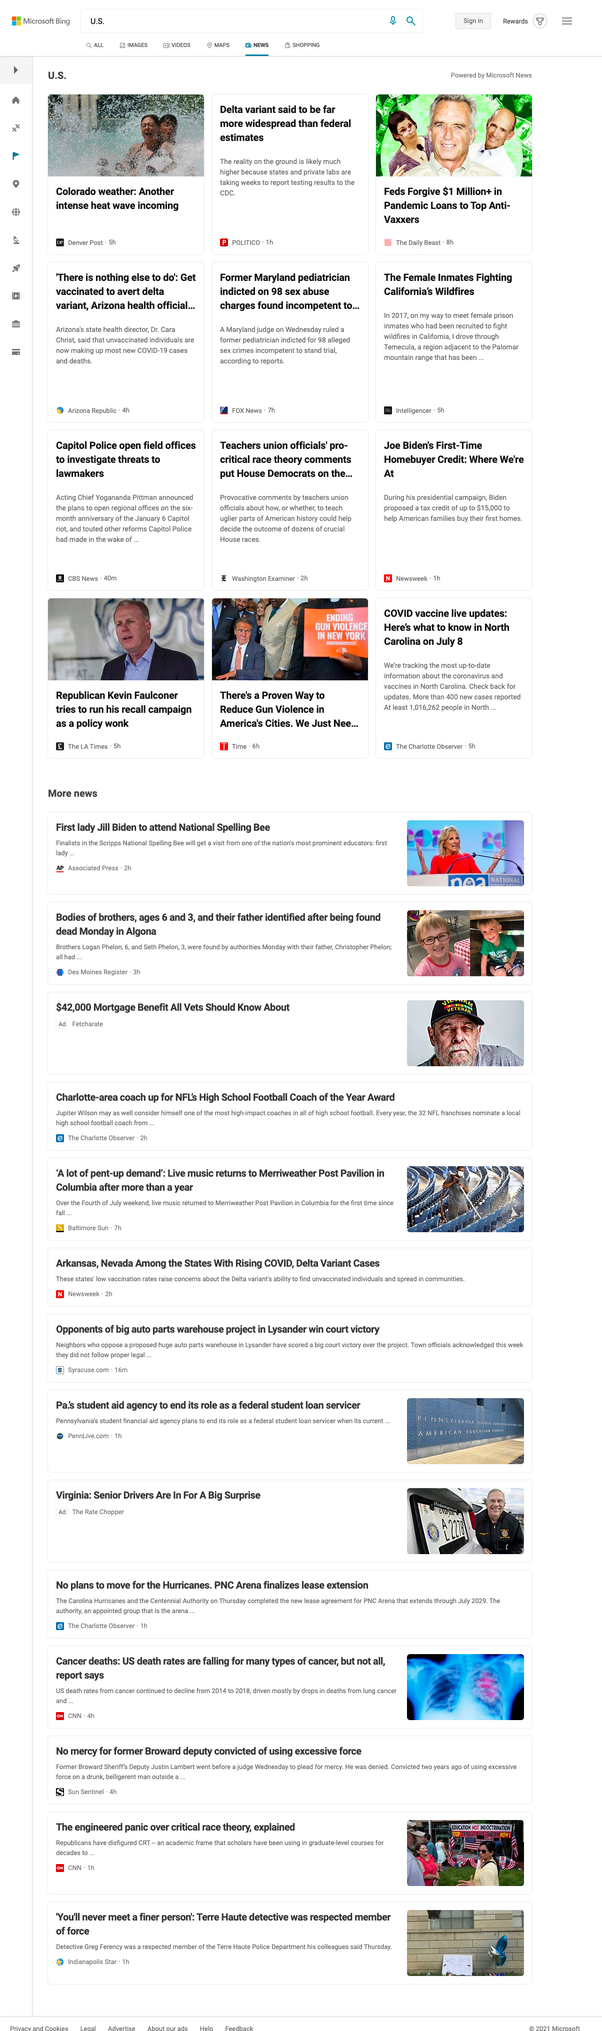 Microsoft Bing
U.S.
Sign in
Rewards
ALL
IMAGES
VIDEOS
MAPS
NEWS
SHOPPING
U.S.
Powered by Microsoft News
Colorado weather: Another
intense heat wave incoming
Denver Post · 5h
Delta variant said to be far
more widespread than federal
estimates
The reality on the ground is likely much
higher because states and private labs are
taking weeks to report testing results to the
CDC.
POLITICO · 1h
Feds Forgive $1 Million+ in
Pandemic Loans to Top Anti-
Vaxxers
The Daily Beast · 8h
'There is nothing else to do': Get
vaccinated to avert delta
variant, Arizona health official...
Arizona's state health director, Dr. Cara
Christ, said that unvaccinated individuals are
now making up most new COVID-19 cases
and deaths.
Arizona Republic · 4h
Former Maryland pediatrician
indicted on 98 sex abuse
charges found incompetent to...
A Maryland judge on Wednesday ruled a
former pediatrician indicted for 98 alleged
sex crimes incompetent to stand trial,
according to reports.
FOX News · 7h
The Female Inmates Fighting
California's Wildfires
In 2017, on my way to meet female prison
inmates who had been recruited to fight
wildfires in California, I drove through
Temecula, a region adjacent to the Palomar
mountain range that has been ...
Intelligencer · 5h
Capitol Police open field offices
to investigate threats to
lawmakers
Acting Chief Yogananda Pittman announced
the plans to open regional offices on the six-
month anniversary of the January 6 Capitol
riot, and touted other reforms Capitol Police
had made in the wake of ...
CBS News · 40m
Teachers union officials' pro-
critical race theory comments
put House Democrats on the...
Provocative comments by teachers union
officials about how, or whether, to teach
uglier parts of American history could help
decide the outcome of dozens of crucial
House races.
Washington Examiner · 2h
Joe Biden's First-Time
Homebuyer Credit: Where We're
At
During his presidential campaign, Biden
proposed a tax credit of up to $15,000 to
help American families buy their first homes.
Newsweek · 1h
Republican Kevin Faulconer
tries to run his recall campaign
as a policy wonk
The LA Times · 5h
ENDING
GUN VIOLENCE
IN NEW YORK
There's a Proven Way to
Reduce Gun Violence in
America's Cities. We Just Nee...
Time · 6h
COVID vaccine live updates:
Here's what to know in North
Carolina on July 8
We're tracking the most up-to-date
information about the coronavirus and
vaccines in North Carolina. Check back for
updates. More than 400 new cases reported
At least 1,016,262 people in North ...
The Charlotte Observer · 5h
More news
First lady Jill Biden to attend National Spelling Bee
Finalists in the Scripps National Spelling Bee will get a visit from one of the nation's most prominent educators: first
lady ...
AP Associated Press · 2h
nea NATIONAL
Bodies of brothers, ages 6 and 3, and their father identified after being found
dead Monday in Algona
Brothers Logan Phelon, 6, and Seth Phelon, 3, were found by authorities Monday with their father, Christopher Phelon;
all had ...
Des Moines Register · 3h
$42,000 Mortgage Benefit All Vets Should Know About
Ad Fetcharate
VETERAN
Charlotte-area coach up for NFL's High School Football Coach of the Year Award
Jupiter Wilson may as well consider himself one of the most high-impact coaches in all of high school football. Every year, the 32 NFL franchises nominate a local
high school football coach from ...
The Charlotte Observer · 2h
'A lot of pent-up demand': Live music returns to Merriweather Post Pavilion in
Columbia after more than a year
Over the Fourth of July weekend, live music returned to Merriweather Post Pavilion in Columbia for the first time since
fall ...
Baltimore Sun · 7h
Arkansas, Nevada Among the States With Rising COVID, Delta Variant Cases
These states' low vaccination rates raise concerns about the Delta variant's ability to find unvaccinated individuals and spread in communities.
Newsweek · 2h
Opponents of big auto parts warehouse project in Lysander win court victory
Neighbors who oppose a proposed huge auto parts warehouse in Lysander have scored a big court victory over the project. Town officials acknowledged this week
they did not follow proper legal ...
Syracuse.com · 16m
Pa.'s student aid agency to end its role as a federal student loan servicer
Pennsylvania's student financial aid agency plans to end its role as a federal student loan servicer when its current ...
PennLive.com · 1h
PENNSYLVANIA HIGHER
AMERICAN EDUCATION
Virginia: Senior Drivers Are In For A Big Surprise
Ad The Rate Chopper
No plans to move for the Hurricanes. PNC Arena finalizes lease extension
The Carolina Hurricanes and the Centennial Authority on Thursday completed the new lease agreement for PNC Arena that extends through July 2029. The
authority, an appointed group that is the arena ...
The Charlotte Observer · 1h
Cancer deaths: US death rates are falling for many types of cancer, but not all,
report says
US death rates from cancer continued to decline from 2014 to 2018, driven mostly by drops in deaths from lung cancer
and ...
CNN · 4h
No mercy for former Broward deputy convicted of using excessive force
Former Broward Sheriff's Deputy Justin Lambert went before a judge Wednesday to plead for mercy. He was denied. Convicted two years ago of using excessive
force on a drunk, belligerent man outside a ...
Sun Sentinel · 4h
The engineered panic over critical race theory, explained
Republicans have disfigured CRT -- an academic frame that scholars have been using in graduate-level courses for
decades to ...
CNN · 1h
EDUCATION NOT INDOCTRINATION
'You'll never meet a finer person': Terre Haute detective was respected member
of force
Detective Greg Ferency was a respected member of the Terre Haute Police Department his colleagues said Thursday.
Indianapolis Star · 1h
Privacy and Cookies
Legal
Advertise
About our ads
Help
Feedback
© 2021 Microsoft